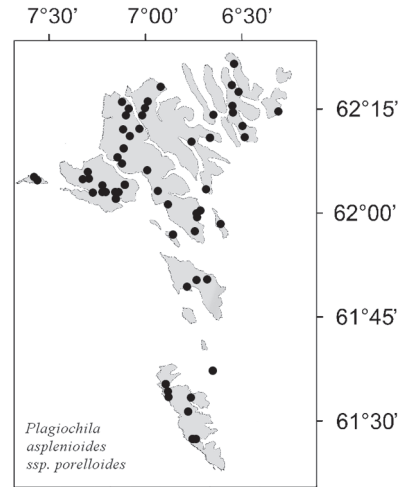 7°30’ 7°00’ 6°30’
62°15’
62°00’
61°45’
61°30’
Plagiochila
asplenioides
ssp. porelloides